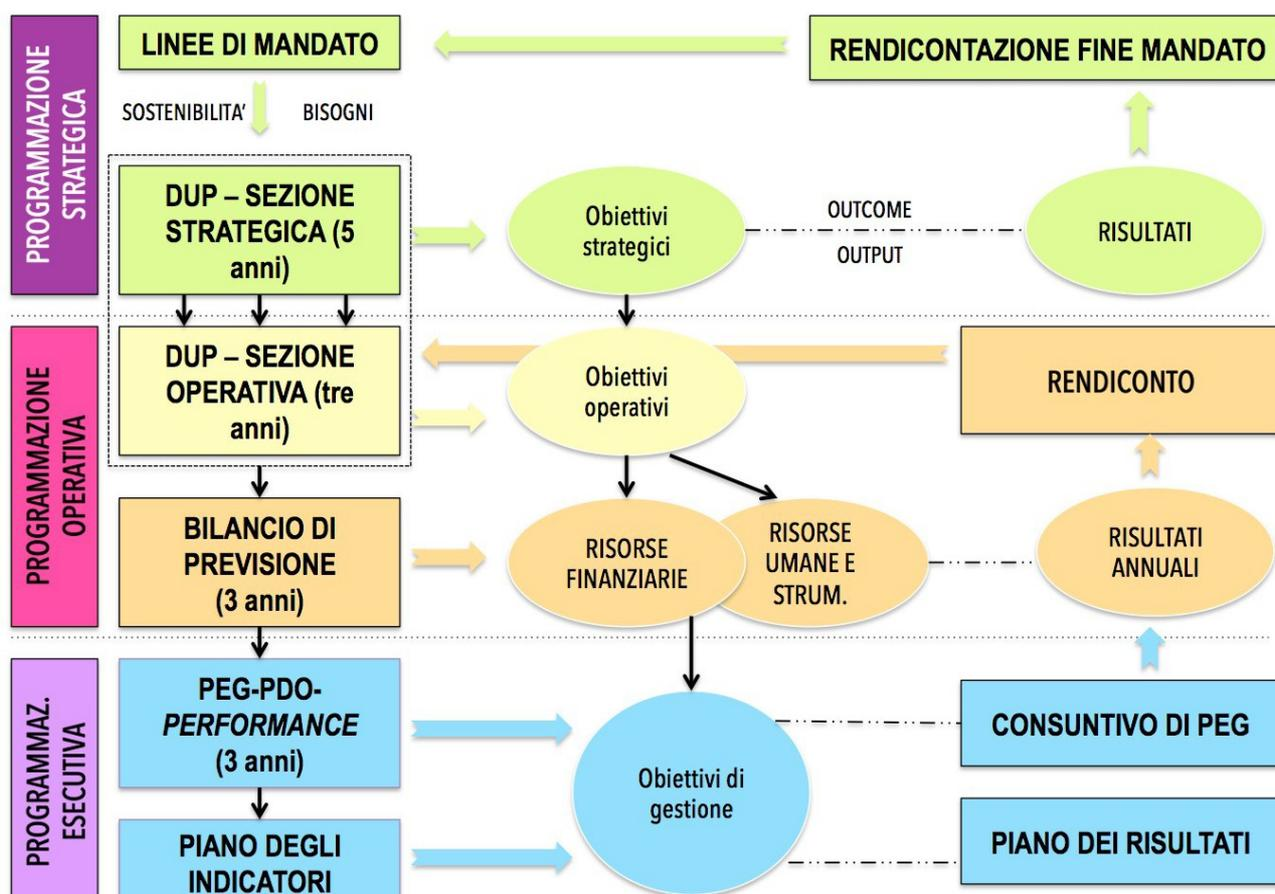 PROGRAMMAZIONE
STRATEGICA
LINEE DI MANDATO
RENDICONTAZIONE FINE MANDATO
SOSTENIBILITA' BISOGNI
DUP – SEZIONE
STRATEGICA (5
anni)
Obiettivi
strategici
OUTCOME
OUTPUT
RISULTATI
PROGRAMMAZIONE
OPERATIVA
DUP – SEZIONE
OPERATIVA (tre
anni)
Obiettivi
operativi
RENDICONTO
BILANCIO DI
PREVISIONE
(3 anni)
RISORSE
FINANZIARIE
RISORSE
UMANE E
STRUM.
RISULTATI
ANNUALI
PROGRAMMAZ.
ESECUTIVA
PEG-PDO-
PERFORMANCE
(3 anni)
Obiettivi di
gestione
CONSUNTIVO DI PEG
PIANO DEGLI
INDICATORI
PIANO DEI RISULTATI